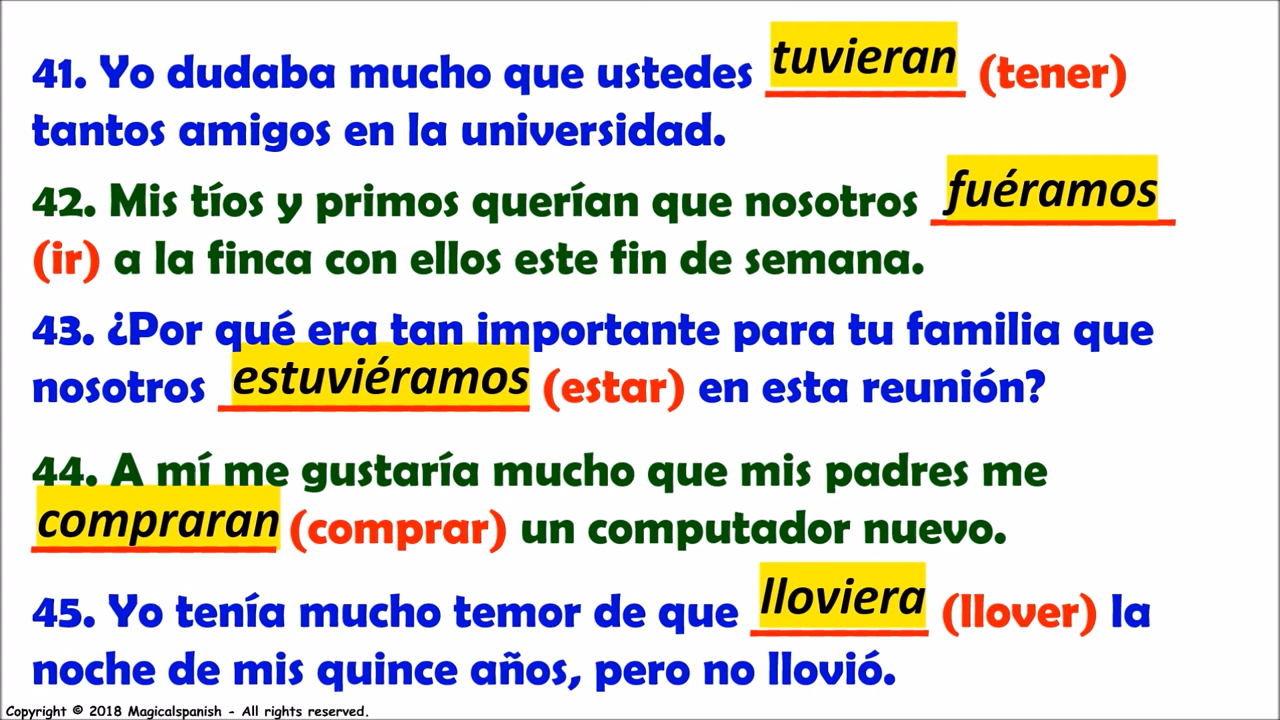 41. Yo dudaba mucho que ustedes tuvieran (tener)
tantos amigos en la universidad.
42. Mis tíos y primos querían que nosotros fuéramos
(ir) a la finca con ellos este fin de semana.
43. ¿Por qué era tan importante para tu familia que
nosotros estuviéramos (estar) en esta reunión?
44. A mí me gustaría mucho que mis padres me
compraran (comprar) un computador nuevo.
45. Yo tenía mucho temor de que lloviera (llover) la
noche de mis quince años, pero no llovió.
Copyright © 2018 Magicalspanish - All rights reserved.